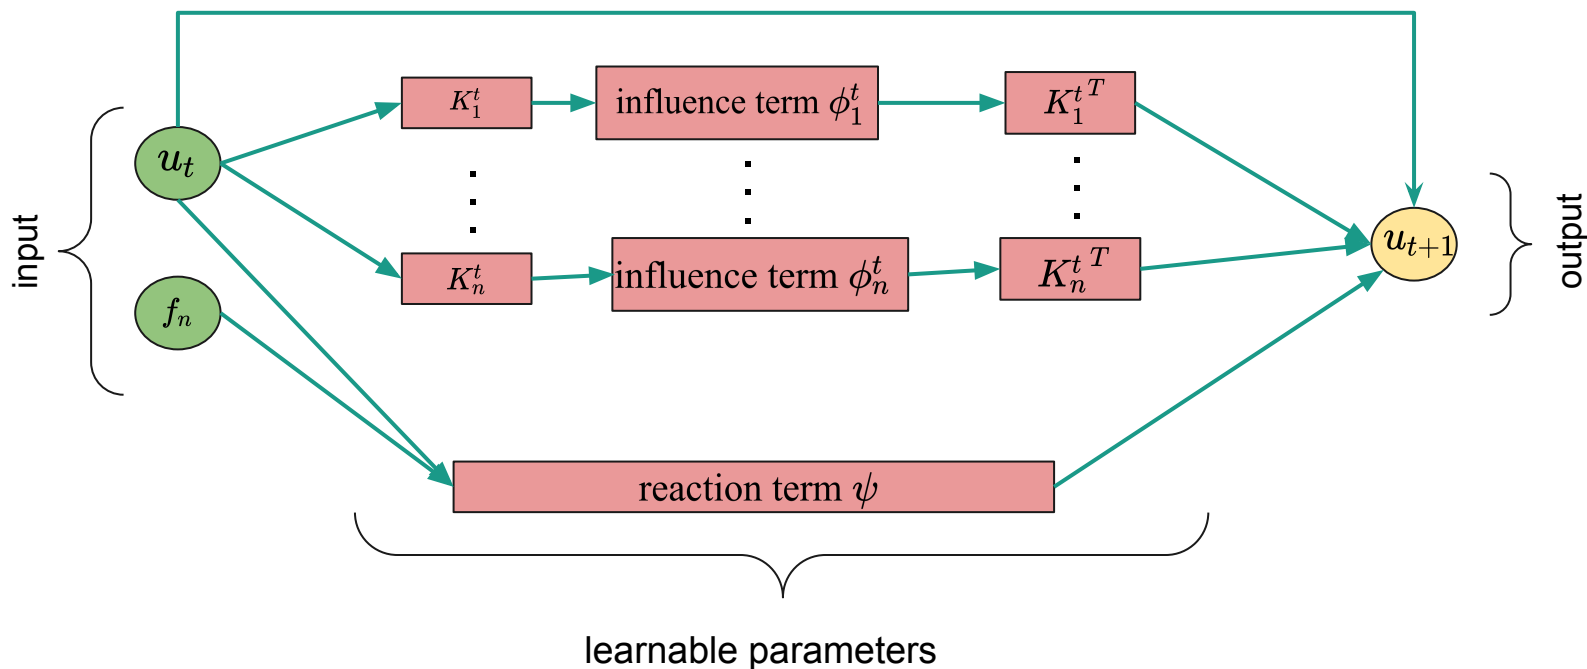 input
u_t
f_n
K_1^t
influence term ϕ_1^t
K_1^{t T}
K_n^t
influence term ϕ_n^t
K_n^{t T}
reaction term ψ
u_{t+1}
output
learnable parameters